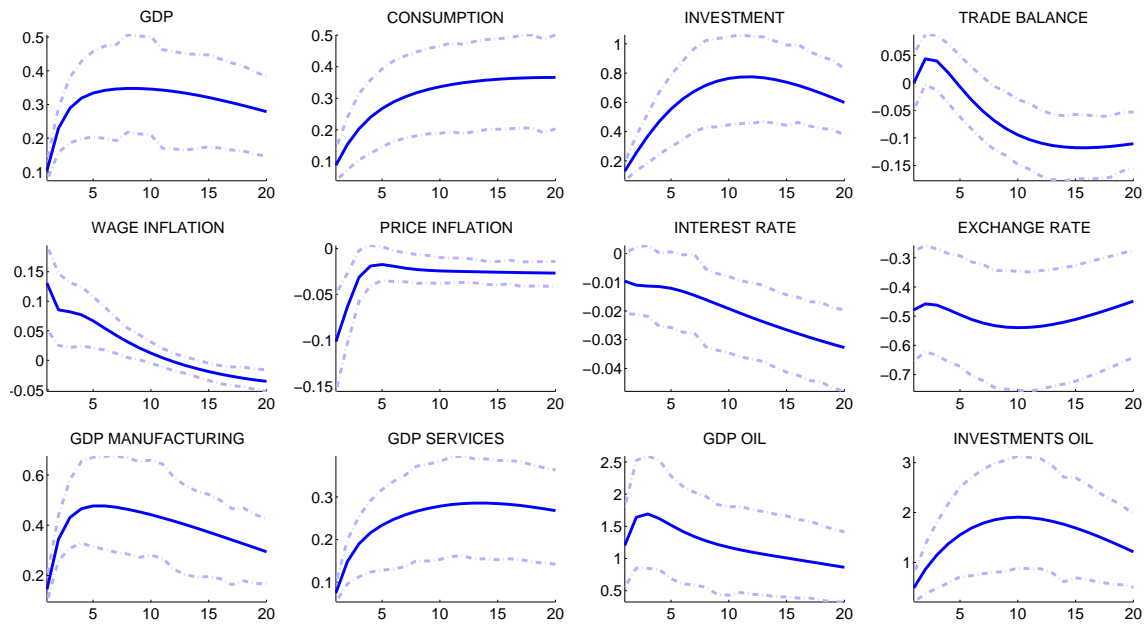 GDP CONSUMPTION INVESTMENT TRADE BALANCE
0.5 0.5 1 0.05
0.4 0.4 0.8 0
0.3 0.3 0.6 −0.05
0.2 0.2 0.4 −0.1
0.1 0.1 0.2 −0.15
5 10 15 20 5 10 15 20 5 10 15 20 5 10 15 20
WAGE INFLATION PRICE INFLATION INTEREST RATE EXCHANGE RATE
0.15 0 0 −0.3
0.1 −0.05 −0.01 −0.4
0.05 −0.1 −0.02 −0.5
0 −0.15 −0.03 −0.6
-0.05 −0.04 −0.7
5 10 15 20 5 10 15 20 5 10 15 20 5 10 15 20
GDP MANUFACTURING GDP SERVICES GDP OIL INVESTMENTS OIL
0.6 0.3 2.5 3
0.4 0.2 2 2
0.2 0.1 1.5 1
1
0.5
5 10 15 20 5 10 15 20 5 10 15 20 5 10 15 20